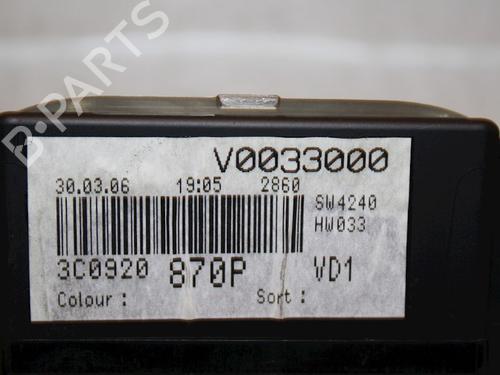 V0033000
30.03.06 19:05 2860
SW4240
HW033
3C0920 870P VD1
Colour : Sort :
B-PARTS